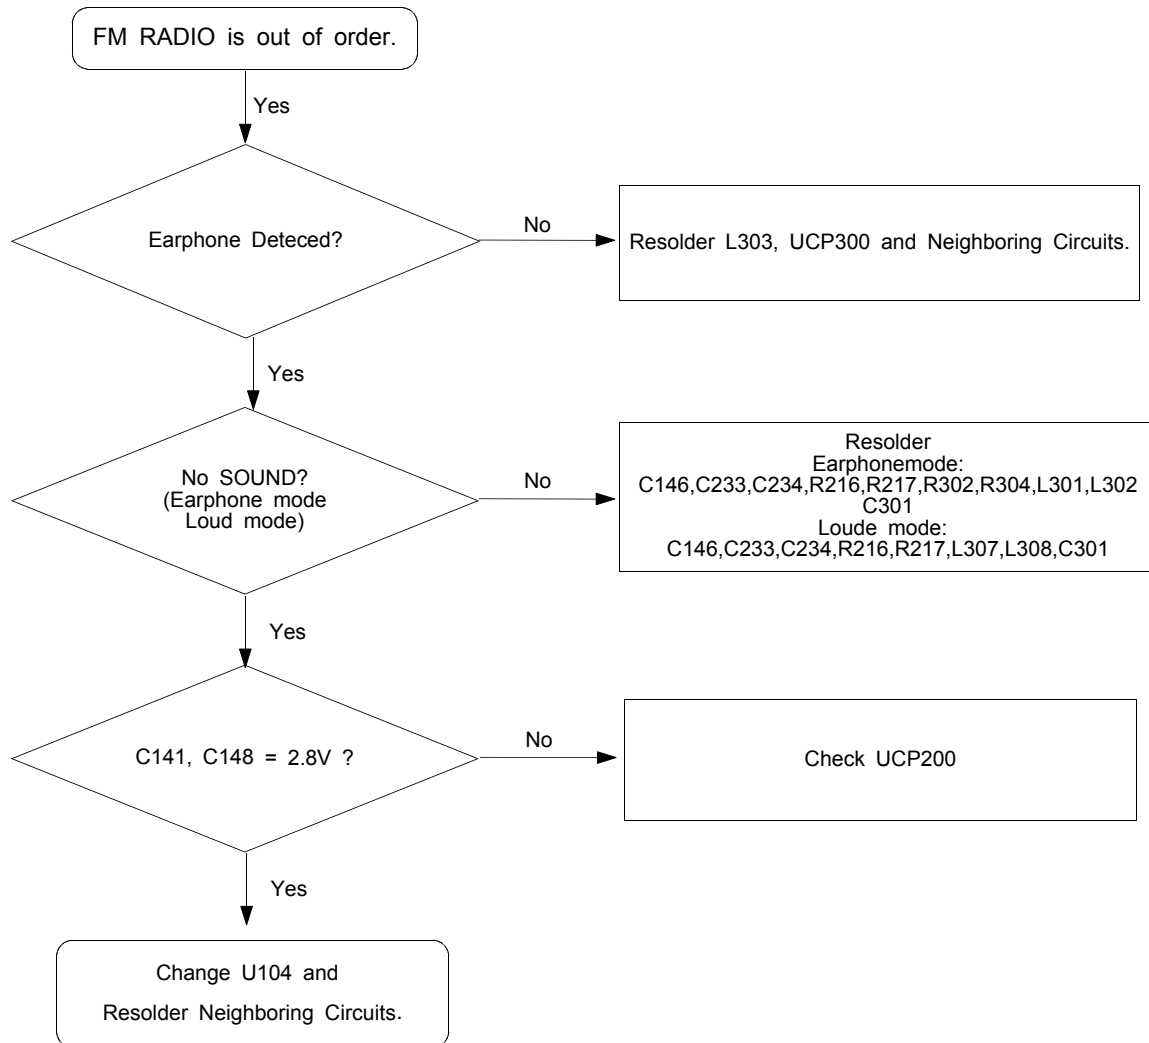 FM RADIO is out of order.
Yes
Earphone Deteced?
No
Resolder L303, UCP300 and Neighboring Circuits.
Yes
No SOUND?
(Earphone mode
Loud mode)
No
Resolder
Earphonemode:
C146,C233,C234,R216,R217,R302,R304,L301,L302
C301
Loude mode:
C146,C233,C234,R216,R217,L307,L308,C301
Yes
C141, C148 = 2.8V ?
No
Check UCP200
Yes
Change U104 and
Resolder Neighboring Circuits.